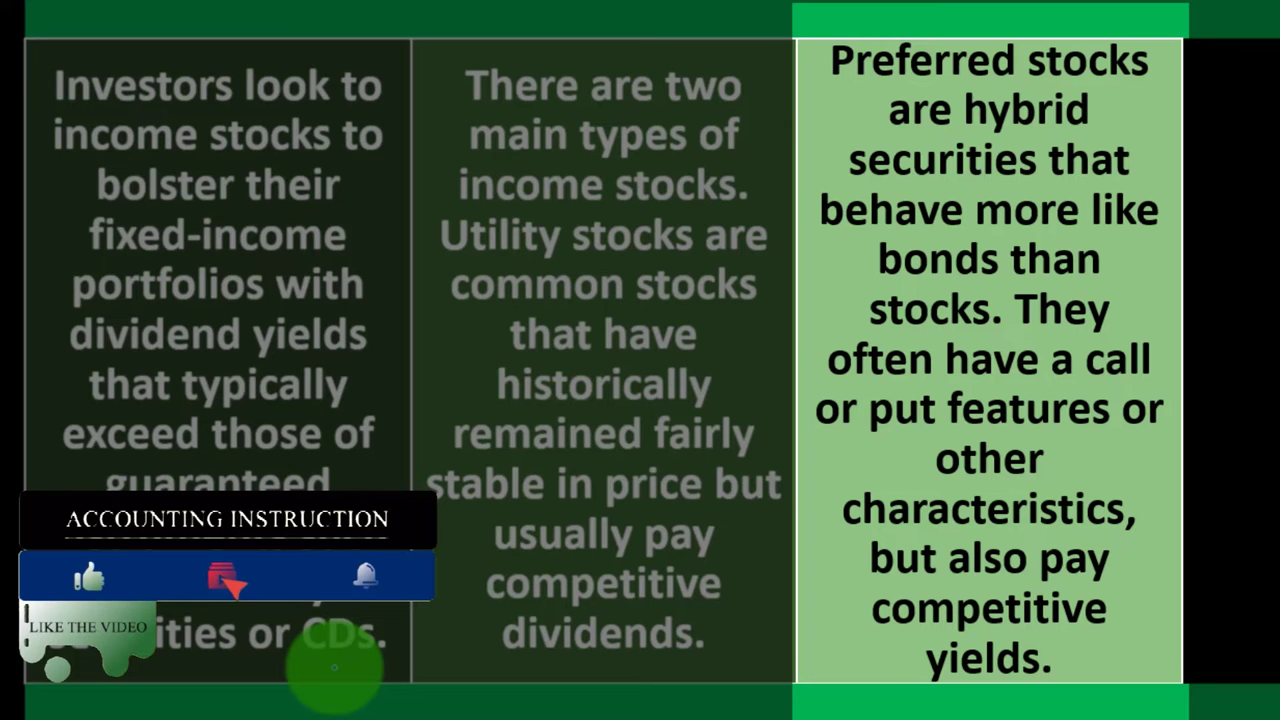 Investors look to
income stocks to
bolster their
fixed-income
portfolios with
dividend yields
that typically
exceed those of
guaranteed
ities or CDs.
There are two
main types of
income stocks.
Utility stocks are
common stocks
that have
historically
remained fairly
stable in price but
usually pay
competitive
dividends.
Preferred stocks
are hybrid
securities that
behave more like
bonds than
stocks. They
often have a call
or put features or
other
characteristics,
but also pay
competitive
yields.
ACCOUNTING INSTRUCTION
LIKE THE VIDEO